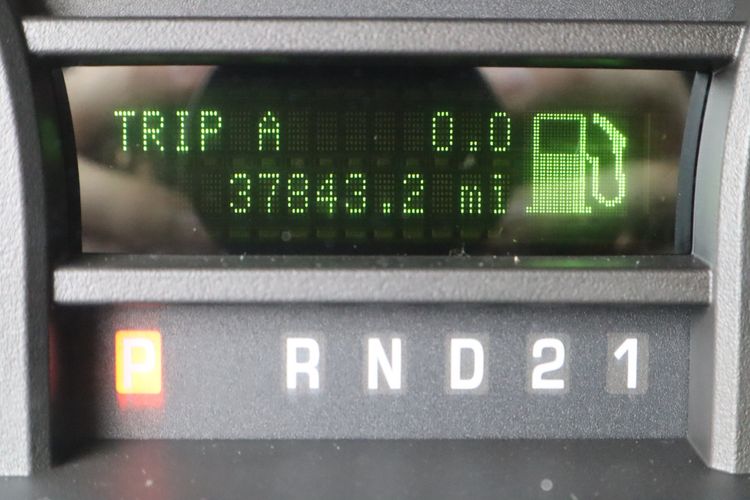 TRIP A 0.0
37843.2 mi
P R N D 2 1